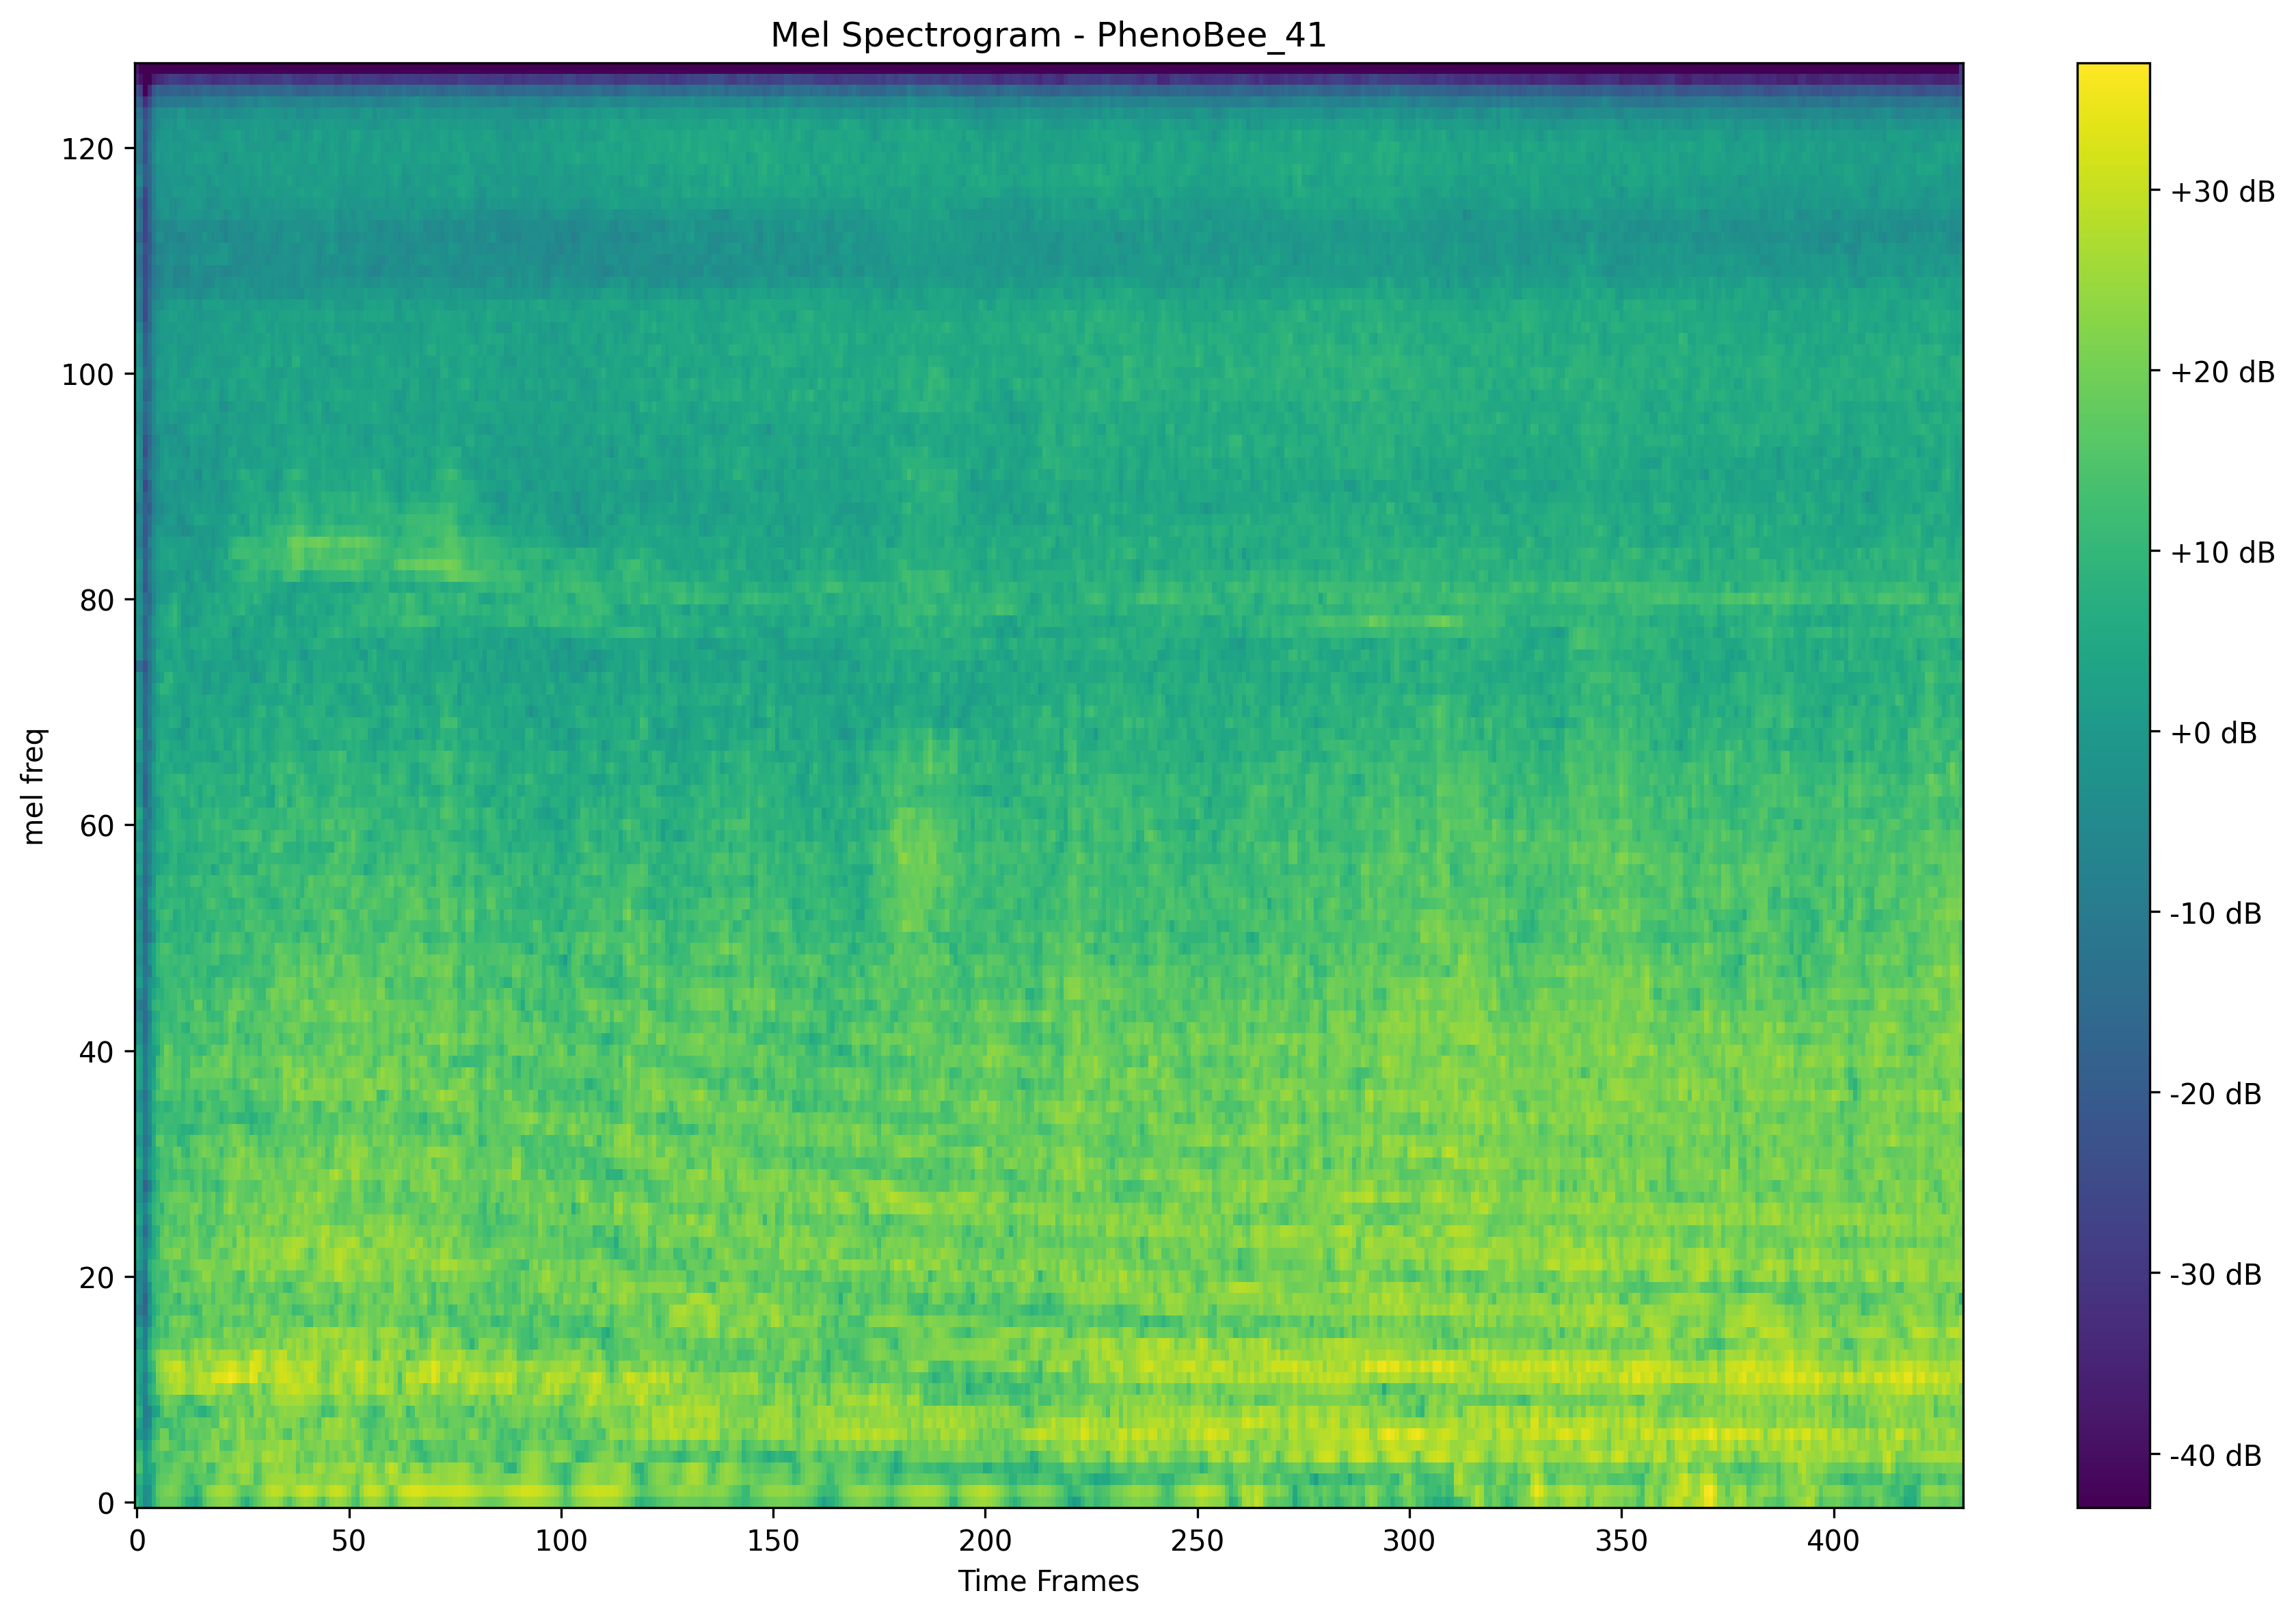 Mel Spectrogram - PhenoBee_41
mel freq
120
100
80
60
40
20
0
0 50 100 150 200 250 300 350 400
Time Frames
+30 dB
+20 dB
+10 dB
+0 dB
-10 dB
-20 dB
-30 dB
-40 dB